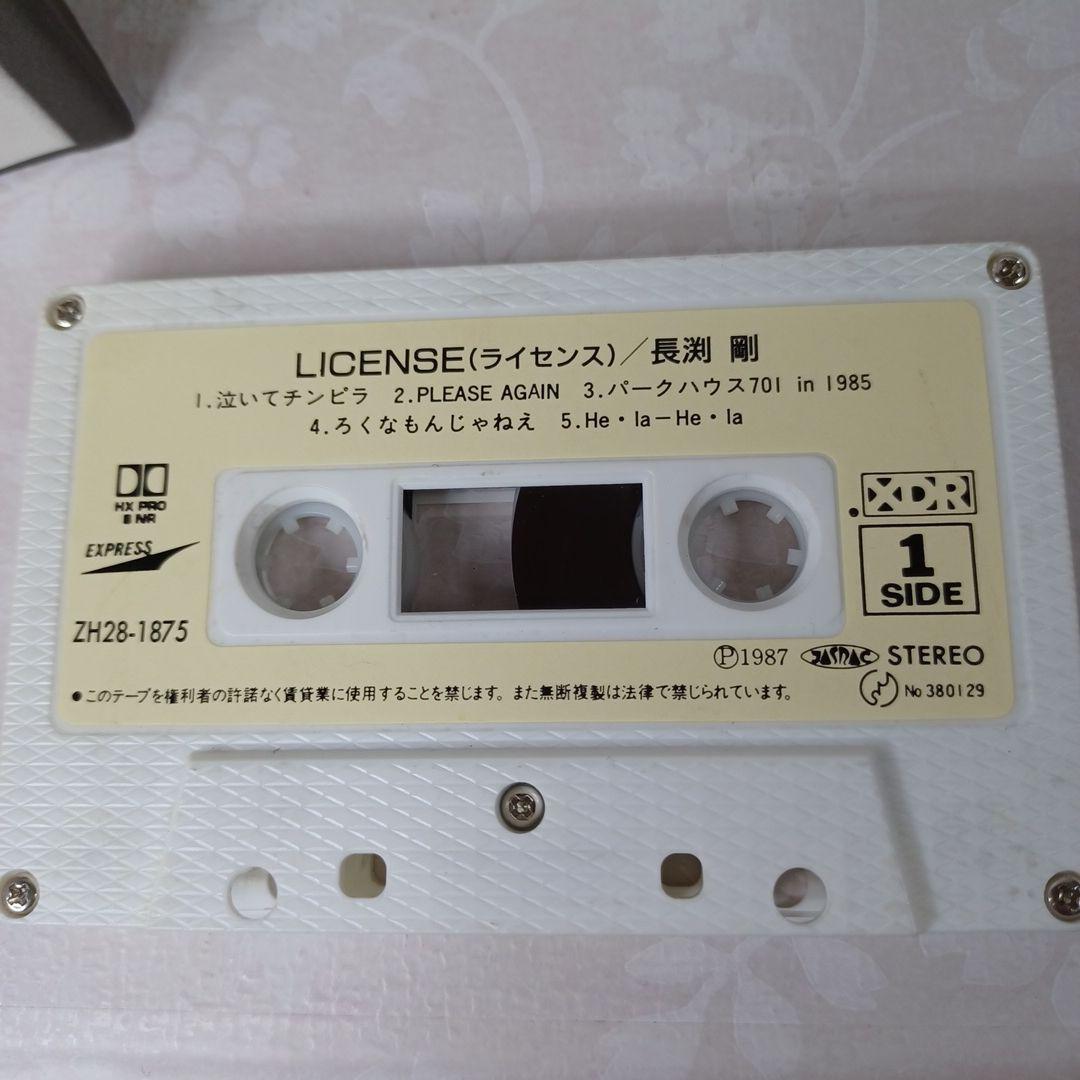 LICENSE(ライセンス)／長渕 剛
1.泣いてチンピラ 2.PLEASE AGAIN 3.パークハウス701 in 1985
4.ろくなもんじゃねえ 5.He・la－He・la
HX PRO
B NR
EXPRESS
XDR
1
SIDE
ZH28-1875
Ⓟ1987 JASRAC STEREO
●このテープを権利者の許諾なく賃貸業に使用することを禁じます。また無断複製は法律で禁じられています。
No 380129